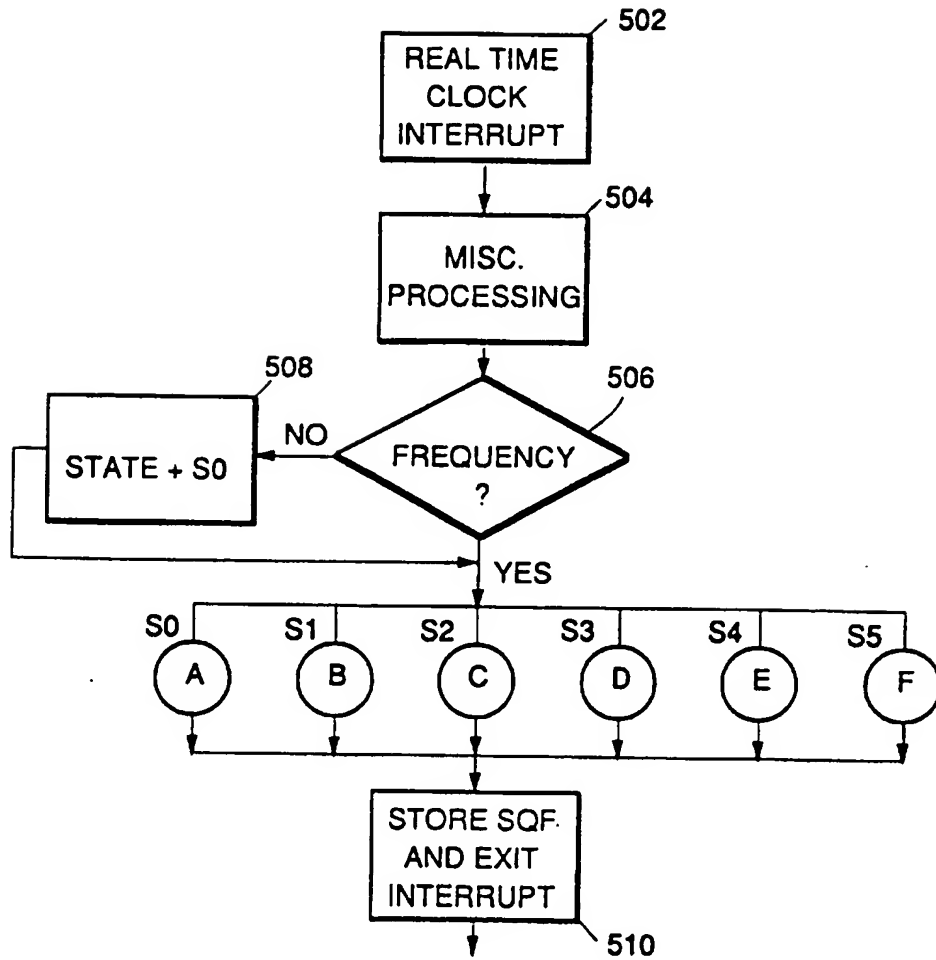 502
REAL TIME
CLOCK
INTERRUPT
504
MISC.
PROCESSING
508
506
NO
STATE + S0
FREQUENCY
?
YES
S0 S1 S2 S3 S4 S5
A B C D E F
STORE SQF.
AND EXIT
INTERRUPT
510